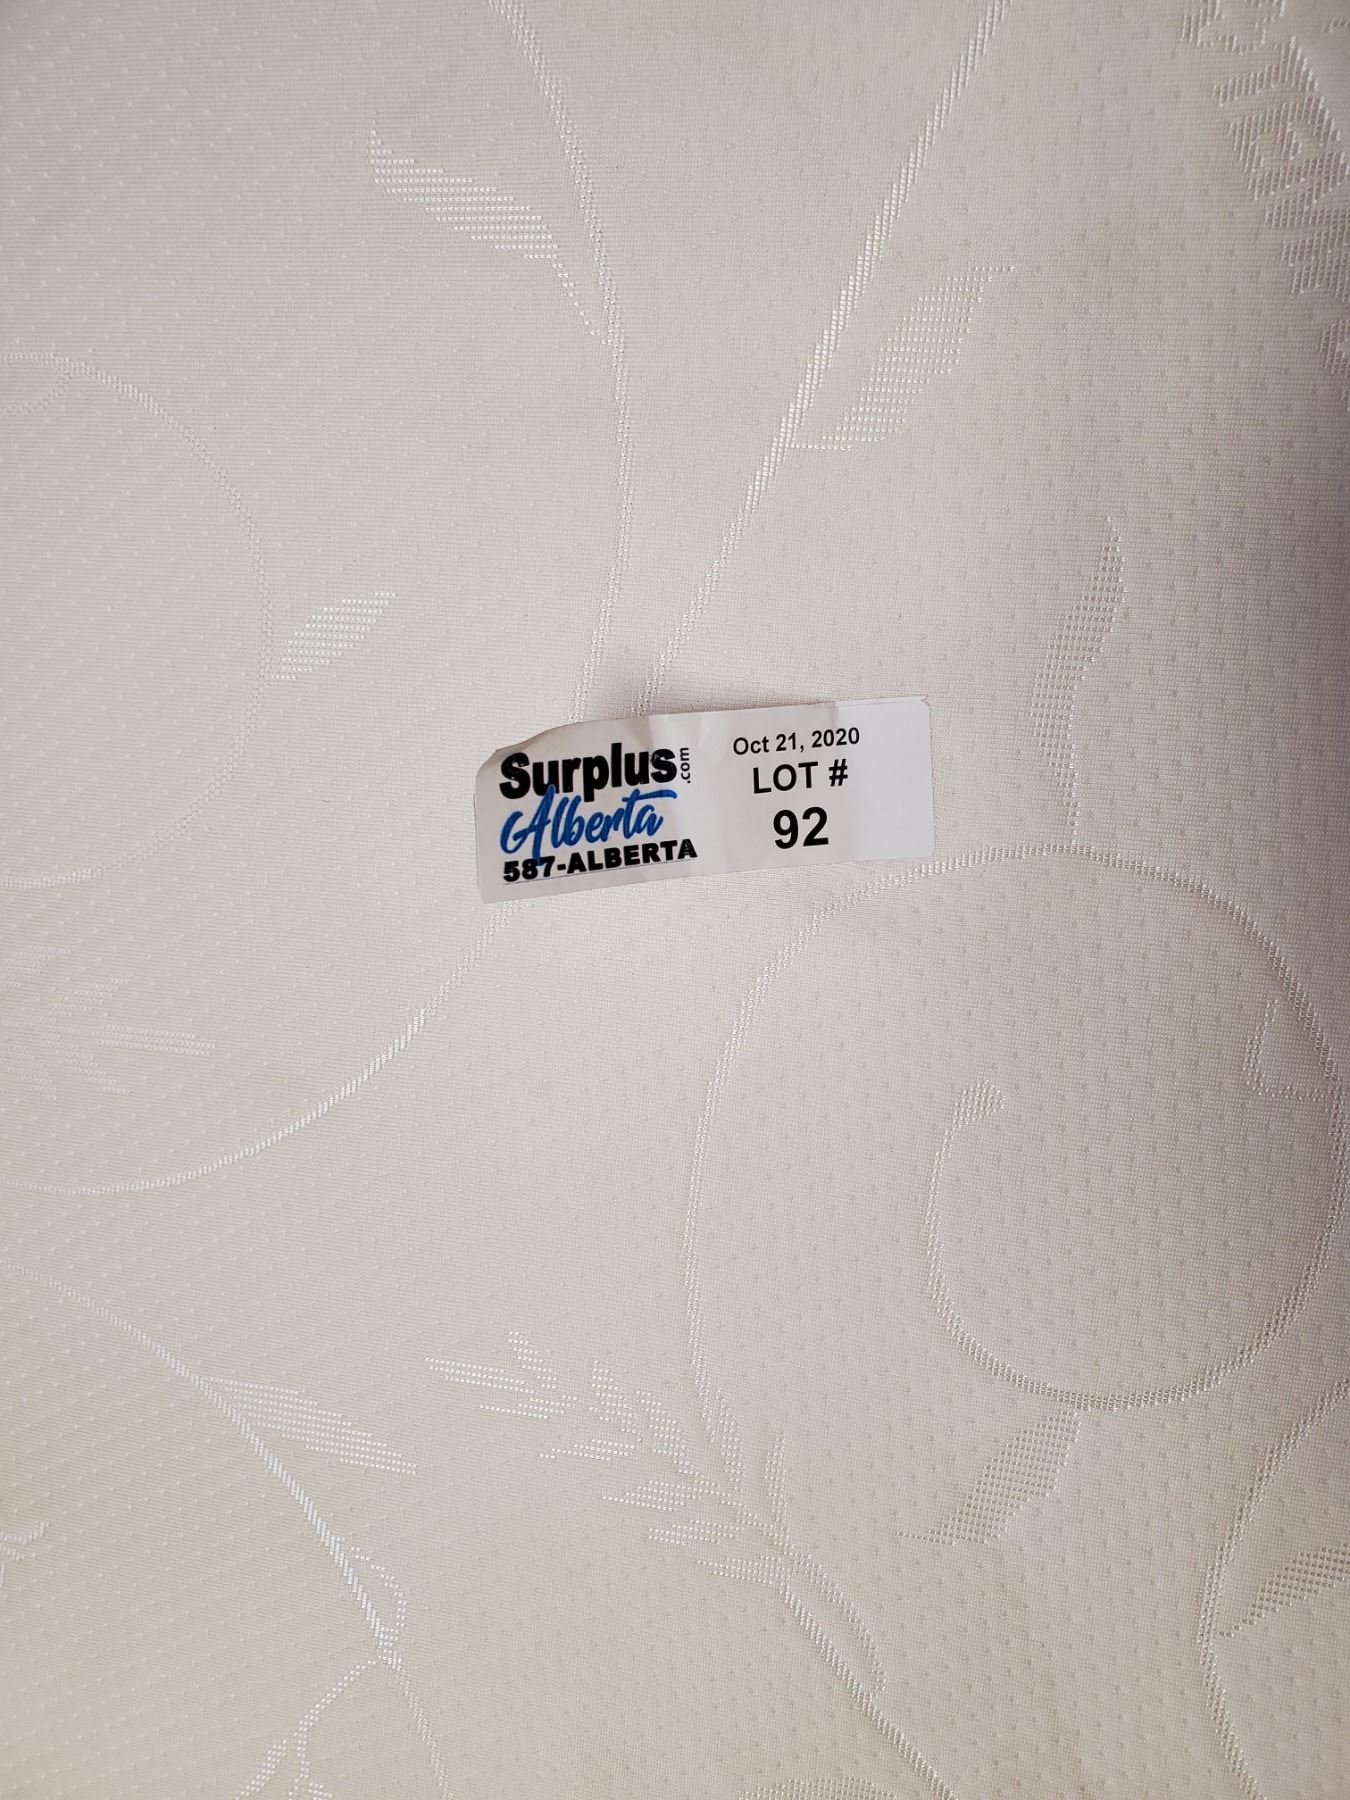 Surplus.com
Alberta
587-ALBERTA
Oct 21, 2020
LOT #
92